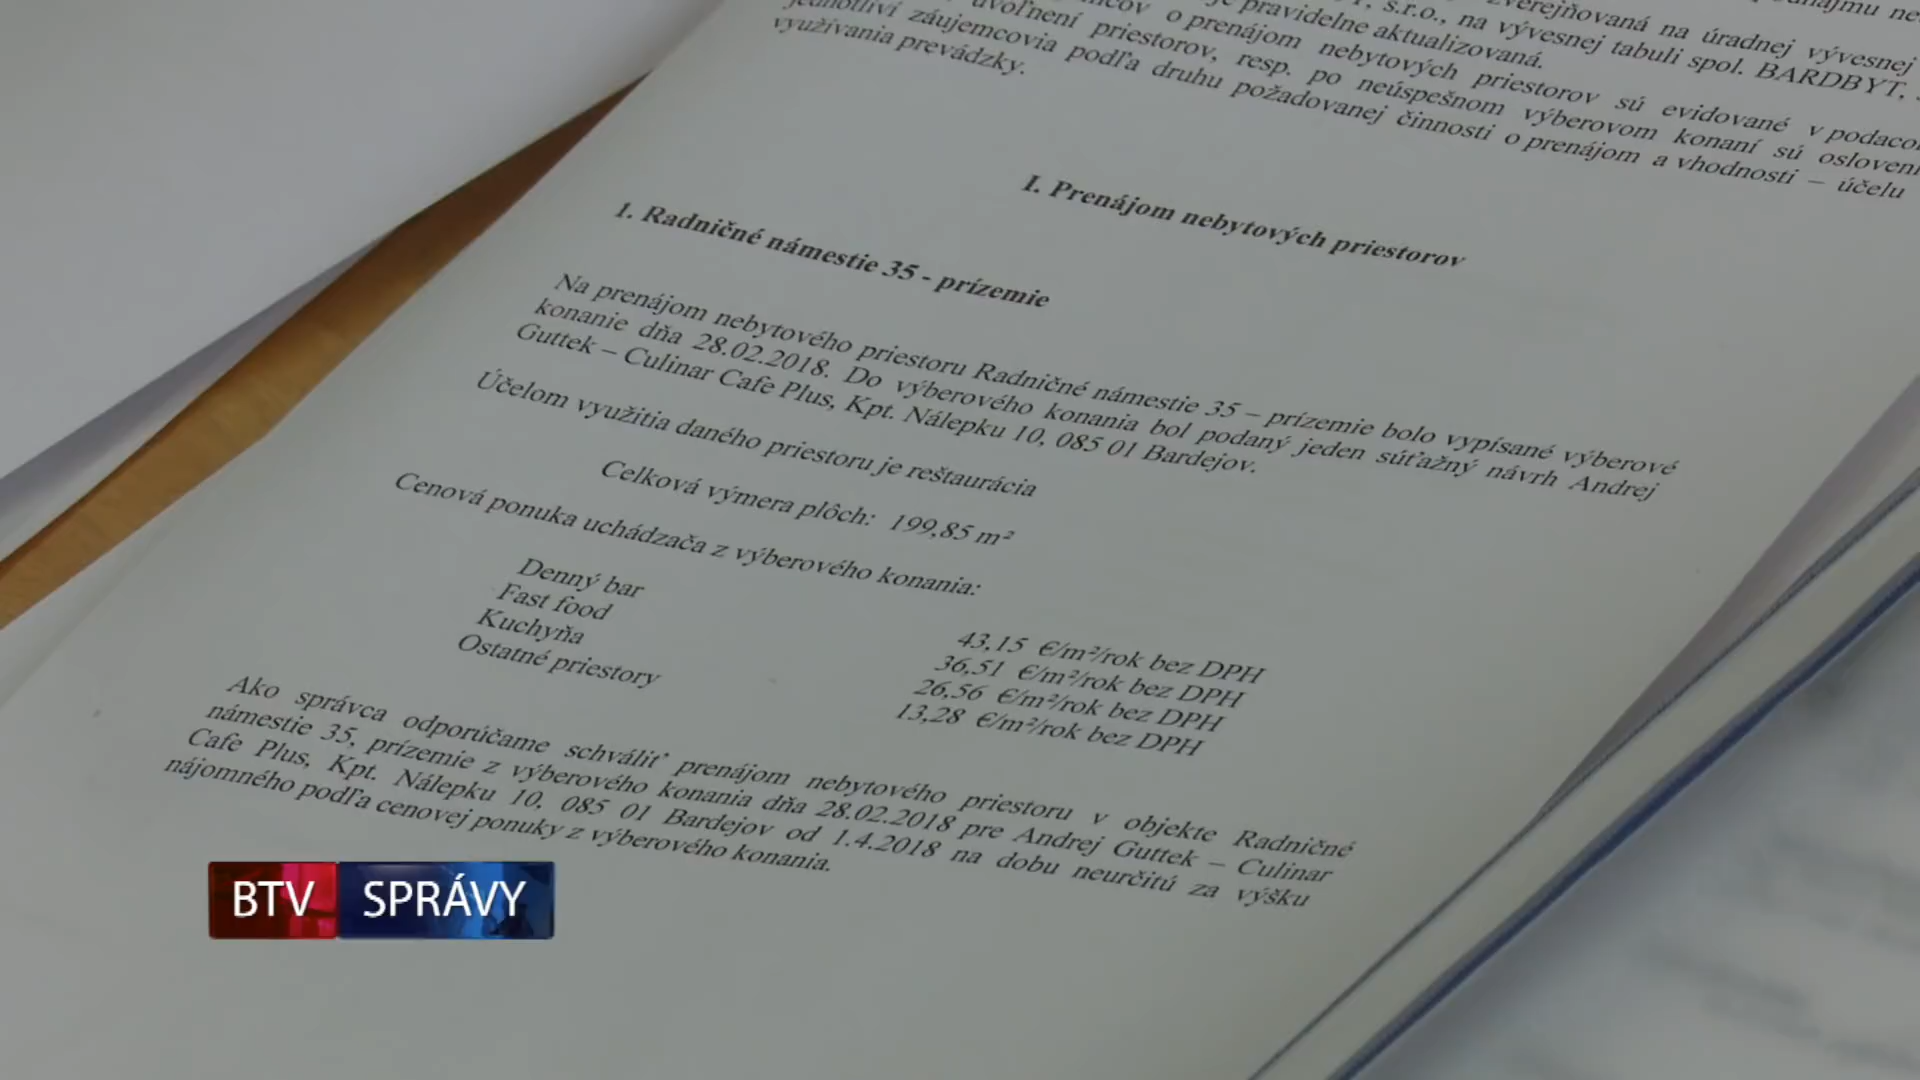 zverejňovaná na úradnej vývesnej
s.r.o., na vývesnej tabuli spol. BARDBYT,
pravidelne aktualizovaná.
o prenájom nebytových priestorov sú evidované v
uvoľnení priestorov, resp. po neúspešnom výberovom konaní sú oslovení
jednotliví záujemcovia podľa druhu požadovanej činnosti o prenájom a vhodnosti – účelu
využívania prevádzky.
I. Prenájom nebytových priestorov
1. Radničné námestie 35 - prízemie
Na prenájom nebytového priestoru Radničné námestie 35 – prízemie bolo vypísané výberové
konanie dňa 28.02.2018. Do výberového konania bol podaný jeden súťažný návrh Andrej
Guttek – Culinar Cafe Plus, Kpt. Nálepku 10, 085 01 Bardejov.
Účelom využitia daného priestoru je reštaurácia
Celková výmera plôch: 199,85 m²
Cenová ponuka uchádzača z výberového konania:
Denný bar 43,15 €/m²/rok bez DPH
Fast food 36,51 €/m²/rok bez DPH
Kuchyňa 26,56 €/m²/rok bez DPH
Ostatné priestory 13,28 €/m²/rok bez DPH
Ako správca odporúčame schváliť prenájom nebytového priestoru v objekte Radničné
námestie 35, prízemie z výberového konania dňa 28.02.2018 pre Andrej Guttek – Culinar
Cafe Plus, Kpt. Nálepku 10, 085 01 Bardejov od 1.4.2018 na dobu neurčitú za výšku
nájomného podľa cenovej ponuky z výberového konania.
BTV SPRÁVY